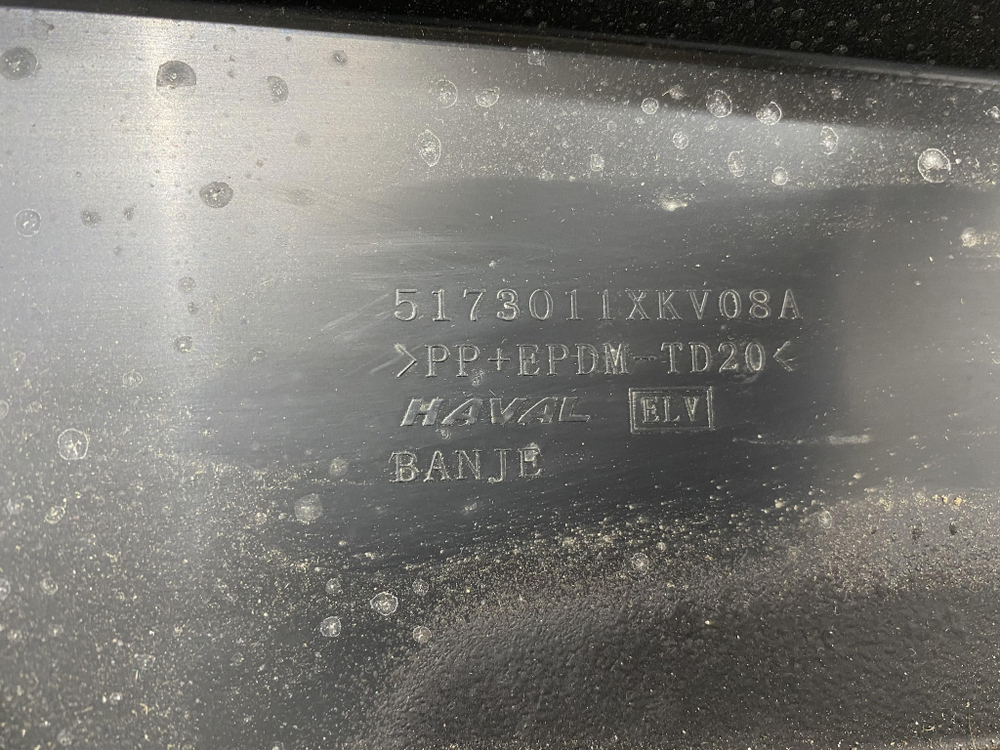 5173011XKV08A
>PP+EPDM-TD20<
HAVAL ELV
BANJE